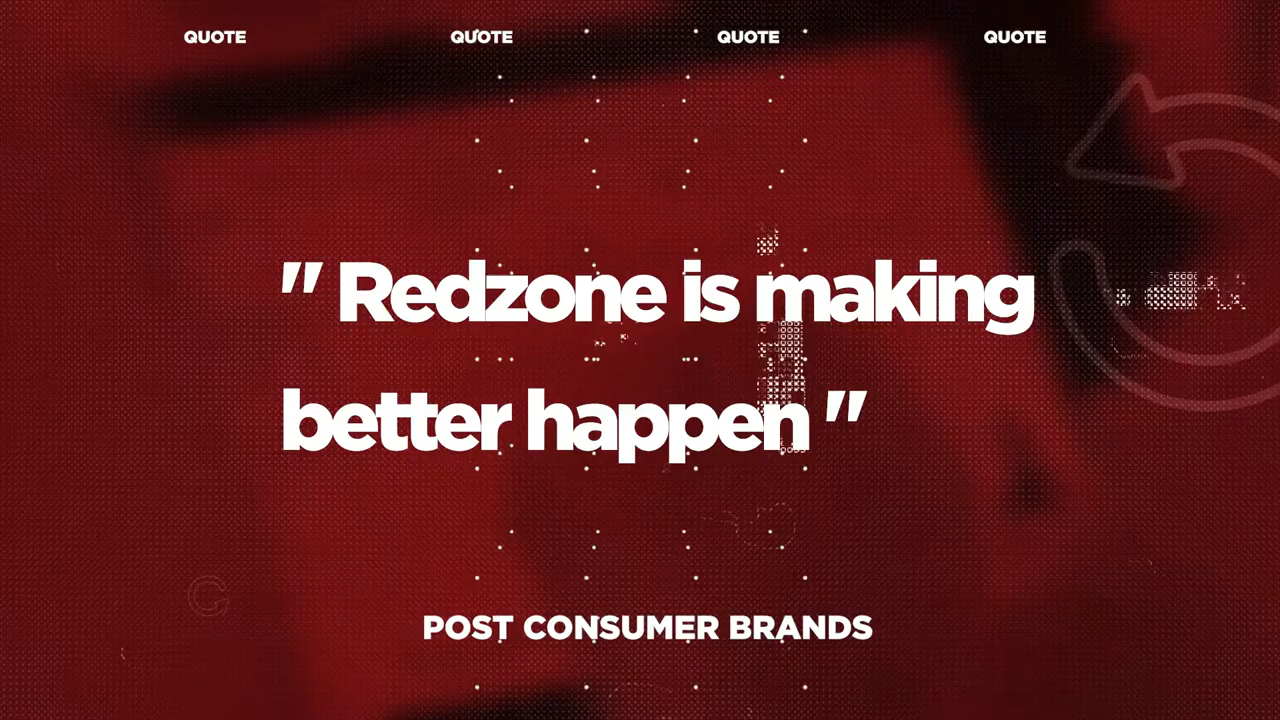 QUOTE QUOTE QUOTE QUOTE
" Redzone is making
better happen "
POST CONSUMER BRANDS